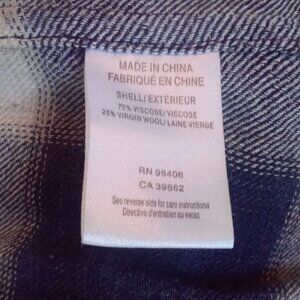 MADE IN CHINA
FABRIQUÉ EN CHINE
SHELL/EXTÉRIEUR
75% VISCOSE/VISCOSE
25% VIRGIN WOOL/LAINE VIERGE
RN 98406
CA 39862
See reverse side for care instructions
Directive d'entretien au verso